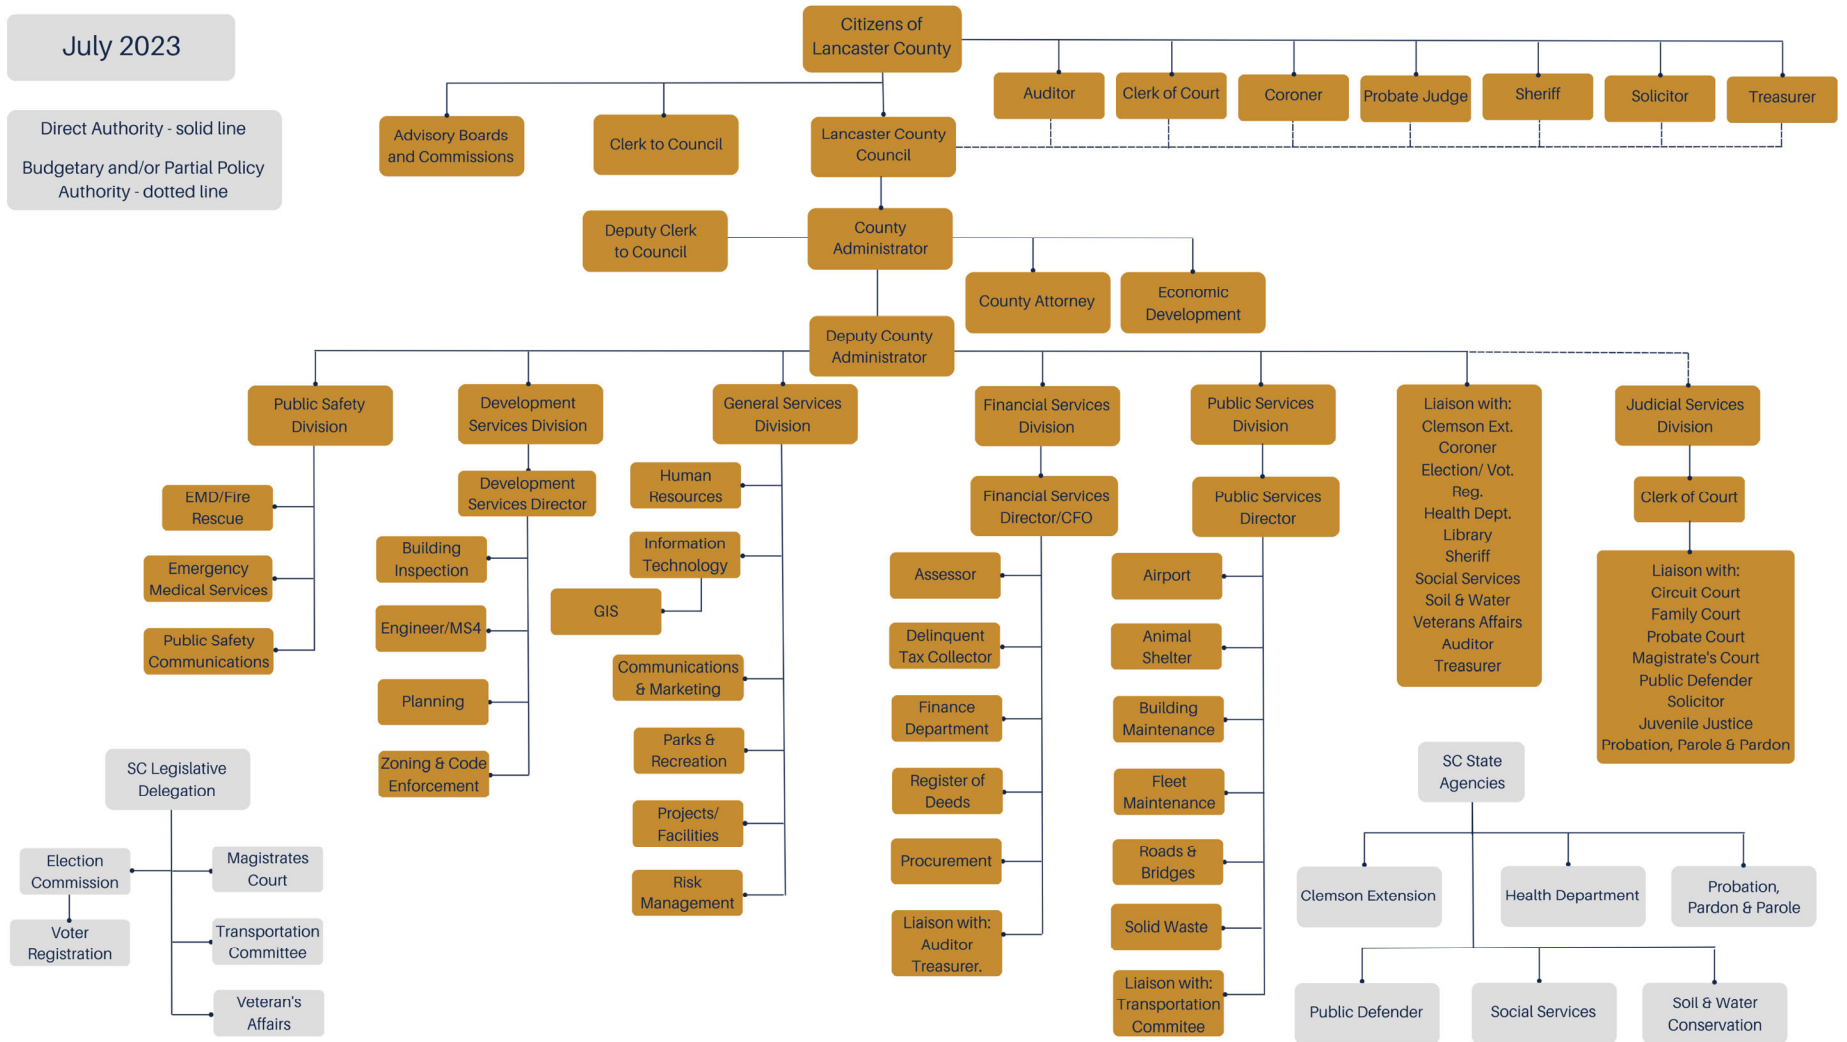 July 2023
Direct Authority - solid line
Budgetary and/or Partial Policy
Authority - dotted line
Citizens of
Lancaster County
Auditor
Clerk of Court
Coroner
Probate Judge
Sheriff
Solicitor
Treasurer
Advisory Boards
and Commissions
Clerk to Council
Lancaster County
Council
Deputy Clerk
to Council
County
Administrator
County Attorney
Economic
Development
Deputy County
Administrator
Public Safety
Division
EMD/Fire
Rescue
Emergency
Medical Services
Public Safety
Communications
Development
Services Division
Development
Services Director
Building
Inspection
Engineer/MS4
Planning
Zoning & Code
Enforcement
General Services
Division
Human
Resources
Information
Technology
GIS
Communications
& Marketing
Parks &
Recreation
Projects/
Facilities
Risk
Management
Financial Services
Division
Financial Services
Director/CFO
Assessor
Delinquent
Tax Collector
Finance
Department
Register of
Deeds
Procurement
Liaison with:
Auditor
Treasurer.
Public Services
Division
Public Services
Director
Airport
Animal
Shelter
Building
Maintenance
Fleet
Maintenance
Roads &
Bridges
Solid Waste
Liaison with:
Transportation
Commitee
Liaison with:
Clemson Ext.
Coroner
Election/ Vot.
Reg.
Health Dept.
Library
Sheriff
Social Services
Soil & Water
Veterans Affairs
Auditor
Treasurer
Judicial Services
Division
Clerk of Court
Liaison with:
Circuit Court
Family Court
Probate Court
Magistrate's Court
Public Defender
Solicitor
Juvenile Justice
Probation, Parole & Pardon
SC Legislative
Delegation
Election
Commission
Voter
Registration
Magistrates
Court
Transportation
Committee
Veteran's
Affairs
SC State
Agencies
Clemson Extension
Health Department
Probation,
Pardon & Parole
Public Defender
Social Services
Soil & Water
Conservation